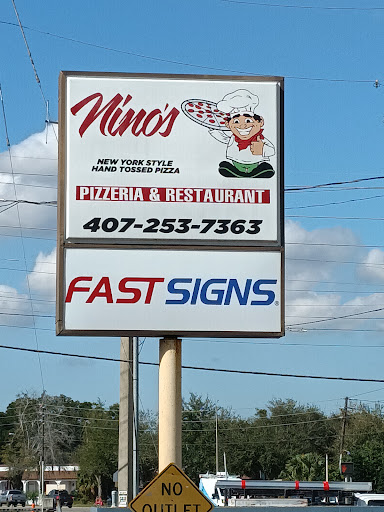 Nino's
NEW YORK STYLE
HAND TOSSED PIZZA
PIZZERIA & RESTAURANT
407-253-7363
FASTSIGNS®
NO
OUTLET